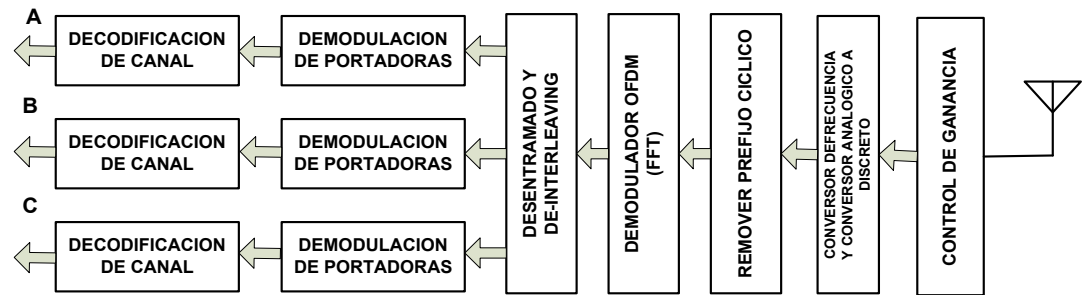 A
DECODIFICACION
DE CANAL
DEMODULACION
DE PORTADORAS
B
DECODIFICACION
DE CANAL
DEMODULACION
DE PORTADORAS
C
DECODIFICACION
DE CANAL
DEMODULACION
DE PORTADORAS
DESENTRAMADO Y
DE-INTERLEAVING
DEMODULADOR OFDM
(FFT)
REMOVER PREFIJO CICLICO
CONVERSOR DEFRECUENCIA
Y CONVERSOR ANALOGICO A
DISCRETO
CONTROL DE GANANCIA